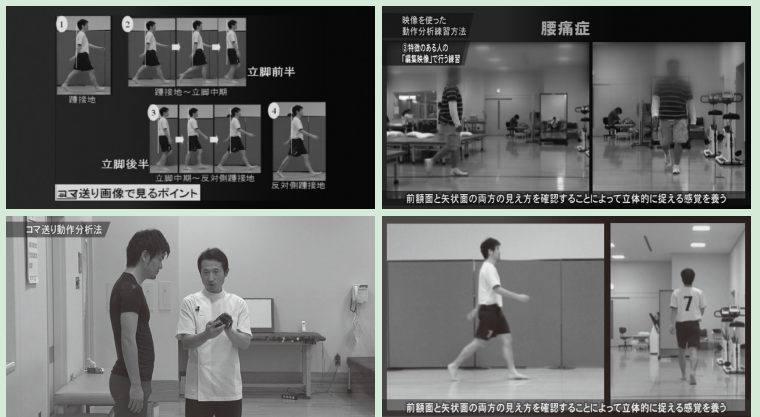 1
2
立脚前半
踵接地
踵接地～立脚中期
3
4
立脚後半
立脚中期～反対側踵接地
反対側踵接地
コマ送り画像で見るポイント
映像を使った
動作分析練習方法
腰痛症
③特徴のある人の
「編集映像」で行う練習
前額面と矢状面の両方の見え方を確認することによって立体的に捉える感覚を養う
コマ送り動作分析法
7
前額面と矢状面の両方の見え方を確認することによって立体的に捉える感覚を養う